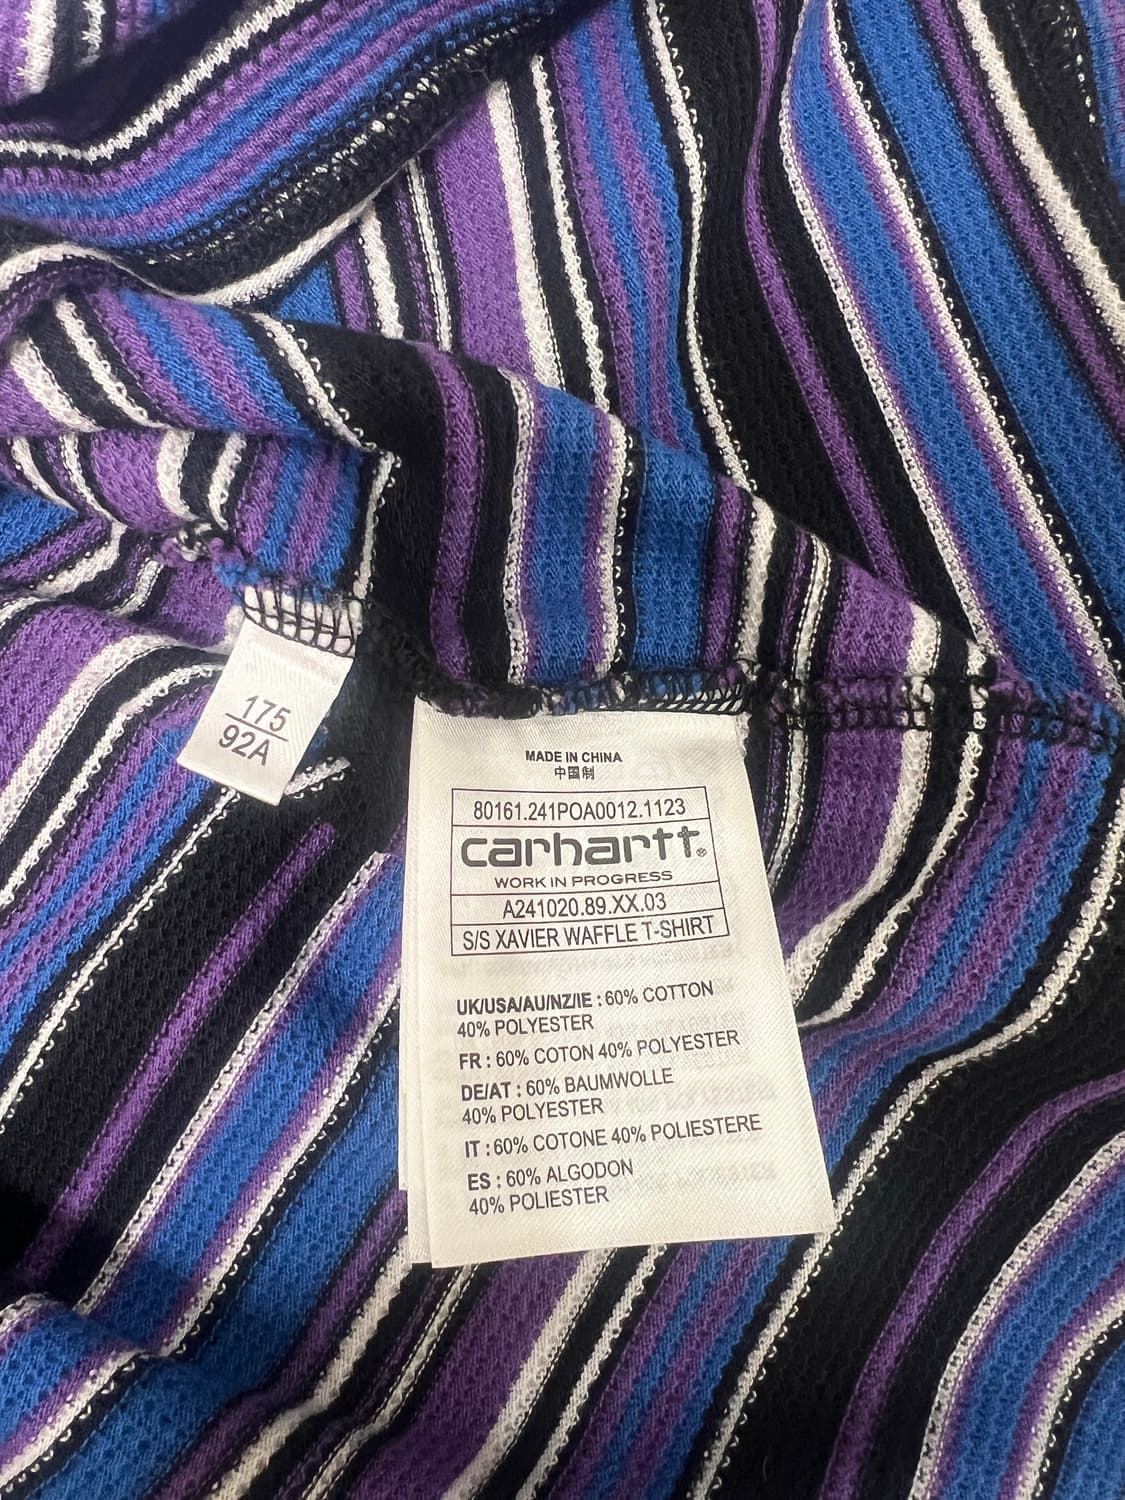 175
92A
MADE IN CHINA
中国制
80161.241POA0012.1123
carhartt®
WORK IN PROGRESS
A241020.89.XX.03
S/S XAVIER WAFFLE T-SHIRT
UK/USA/AU/NZ/IE : 60% COTTON
40% POLYESTER
FR : 60% COTON 40% POLYESTER
DE/AT : 60% BAUMWOLLE
40% POLYESTER
IT : 60% COTONE 40% POLIESTERE
ES : 60% ALGODON
40% POLIESTER